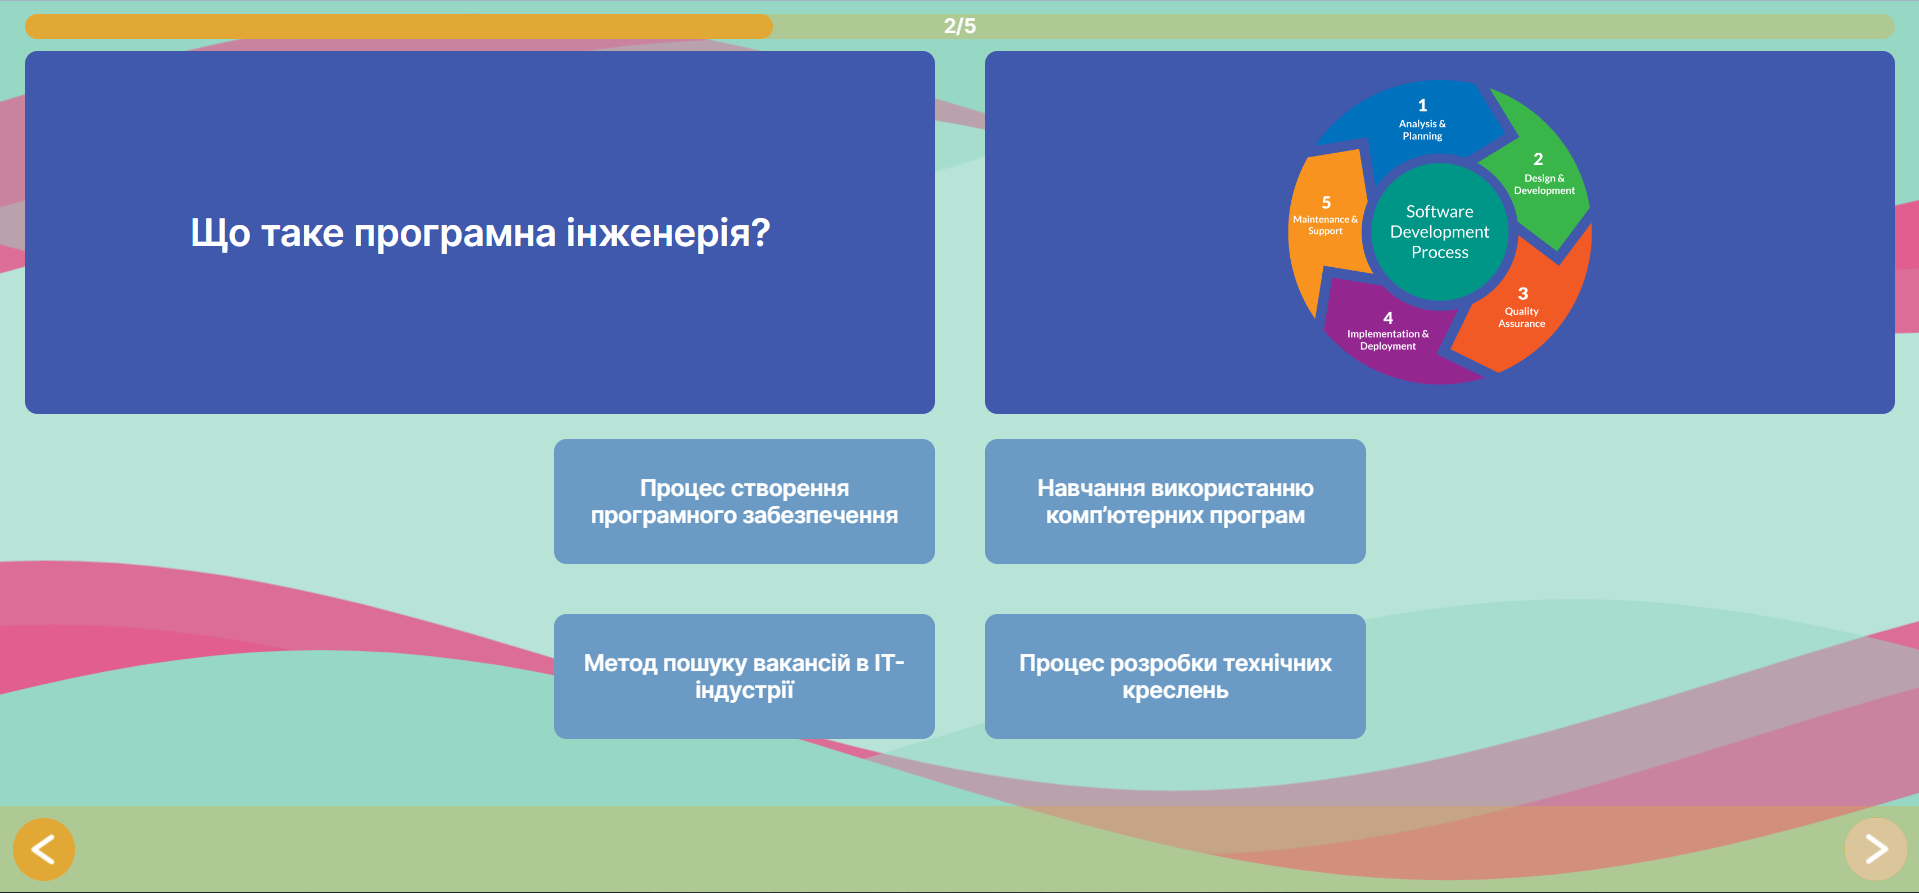 2/5
Що таке програмна інженерія?
1
Analysis &
Planning
2
Design &
Development
3
Quality
Assurance
4
Implementation &
Deployment
5
Maintenance &
Support
Software
Development
Process
Процес створення
програмного забезпечення
Навчання використанню
комп’ютерних програм
Метод пошуку вакансій в ІТ-
індустрії
Процес розробки технічних
креслень